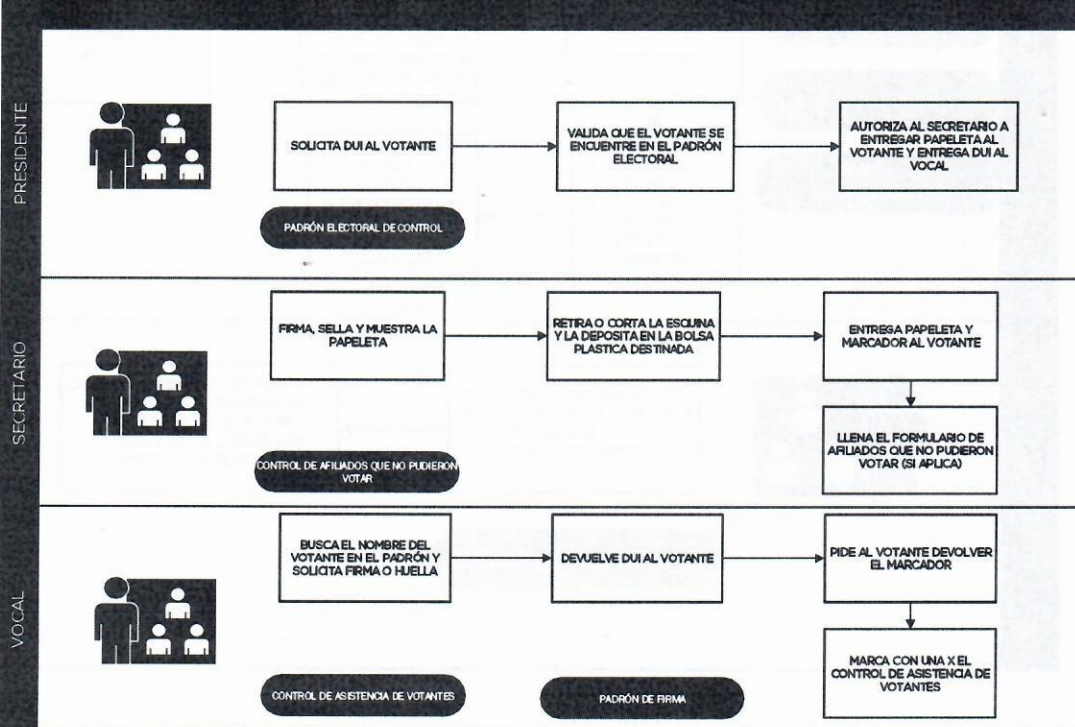 PRESIDENTE
SOLICITA DUI AL VOTANTE
VALIDA QUE EL VOTANTE SE
ENCUENTRE EN EL PADRÓN
ELECTORAL
AUTORIZA AL SECRETARIO A
ENTREGAR PAPELETA AL
VOTANTE Y ENTREGA DUI AL
VOCAL
PADRÓN ELECTORAL DE CONTROL
SECRETARIO
FIRMA, SELLA Y MUESTRA LA
PAPELETA
RETIRA O CORTA LA ESQUINA
Y LA DEPOSITA EN LA BOLSA
PLASTICA DESTINADA
ENTREGA PAPELETA Y
MARCADOR AL VOTANTE
LLENA EL FORMULARIO DE
AFILIADOS QUE NO PUDIERON
VOTAR (SI APLICA)
CONTROL DE AFILIADOS QUE NO PUDIERON
VOTAR
VOCAL
BUSCA EL NOMBRE DEL
VOTANTE EN EL PADRÓN Y
SOLICITA FIRMA O HUELLA
DEVUELVE DUI AL VOTANTE
PIDE AL VOTANTE DEVOLVER
EL MARCADOR
MARCA CON UNA X EL
CONTROL DE ASISTENCIA DE
VOTANTES
CONTROL DE ASISTENCIA DE VOTANTES
PADRÓN DE FIRMA